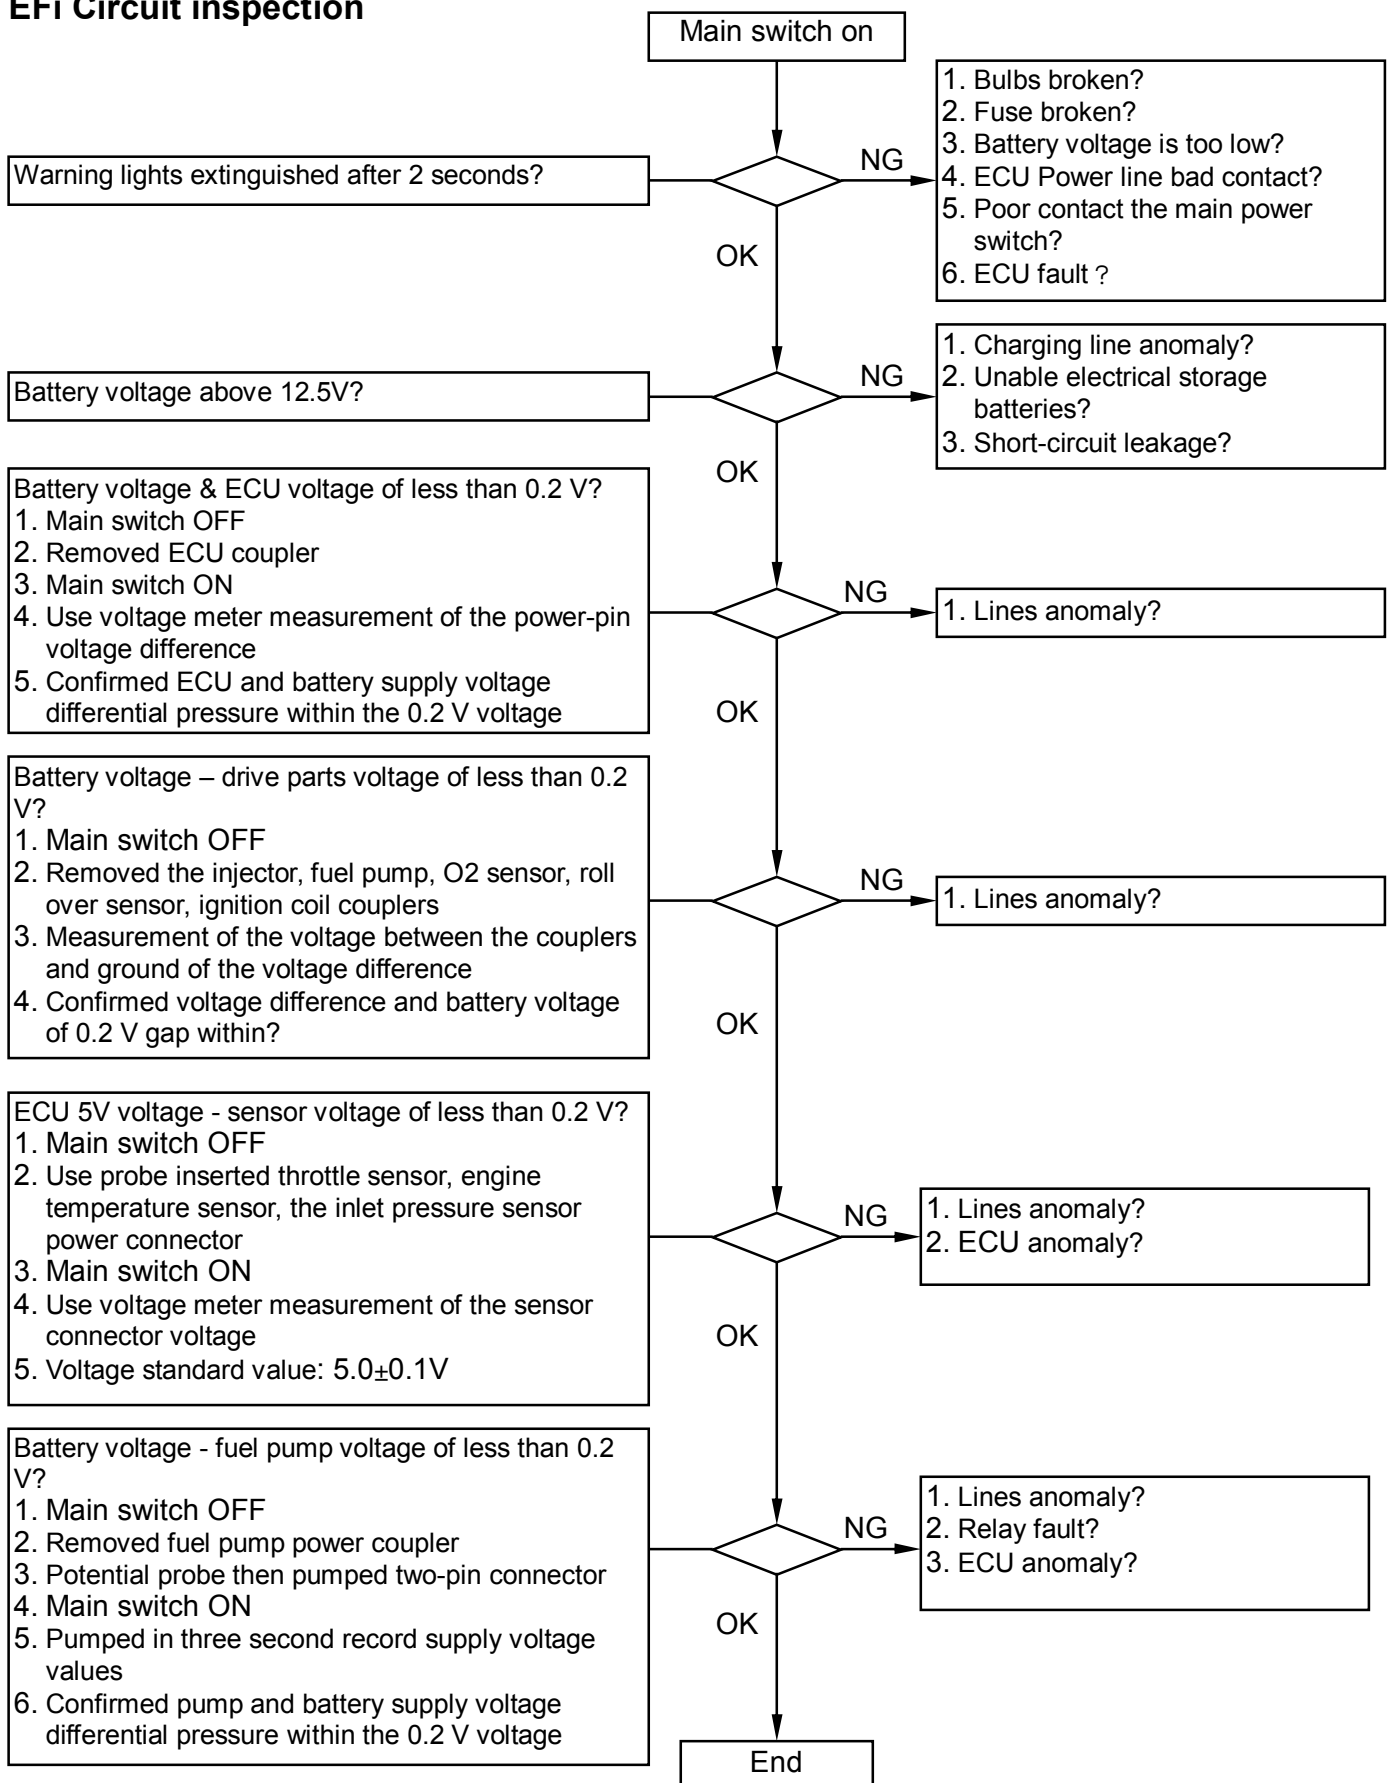 EFi Circuit inspection
Main switch on
Warning lights extinguished after 2 seconds?
NG
1. Bulbs broken?
2. Fuse broken?
3. Battery voltage is too low?
4. ECU Power line bad contact?
5. Poor contact the main power
switch?
6. ECU fault？
OK
Battery voltage above 12.5V?
NG
1. Charging line anomaly?
2. Unable electrical storage
batteries?
3. Short-circuit leakage?
OK
Battery voltage & ECU voltage of less than 0.2 V?
1. Main switch OFF
2. Removed ECU coupler
3. Main switch ON
4. Use voltage meter measurement of the power-pin
voltage difference
5. Confirmed ECU and battery supply voltage
differential pressure within the 0.2 V voltage
NG
1. Lines anomaly?
OK
Battery voltage – drive parts voltage of less than 0.2
V?
1. Main switch OFF
2. Removed the injector, fuel pump, O2 sensor, roll
over sensor, ignition coil couplers
3. Measurement of the voltage between the couplers
and ground of the voltage difference
4. Confirmed voltage difference and battery voltage
of 0.2 V gap within?
NG
1. Lines anomaly?
OK
ECU 5V voltage - sensor voltage of less than 0.2 V?
1. Main switch OFF
2. Use probe inserted throttle sensor, engine
temperature sensor, the inlet pressure sensor
power connector
3. Main switch ON
4. Use voltage meter measurement of the sensor
connector voltage
5. Voltage standard value: 5.0±0.1V
NG
1. Lines anomaly?
2. ECU anomaly?
OK
Battery voltage - fuel pump voltage of less than 0.2
V?
1. Main switch OFF
2. Removed fuel pump power coupler
3. Potential probe then pumped two-pin connector
4. Main switch ON
5. Pumped in three second record supply voltage
values
6. Confirmed pump and battery supply voltage
differential pressure within the 0.2 V voltage
NG
1. Lines anomaly?
2. Relay fault?
3. ECU anomaly?
OK
End